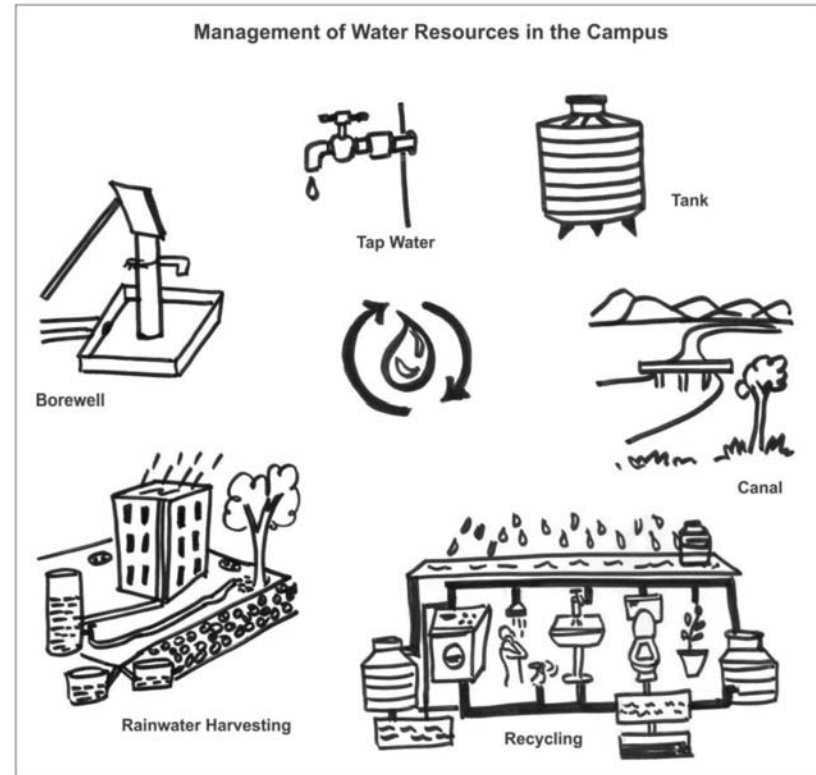 Management of Water Resources in the Campus
Tap Water
Tank
Borewell
Canal
Rainwater Harvesting
Recycling